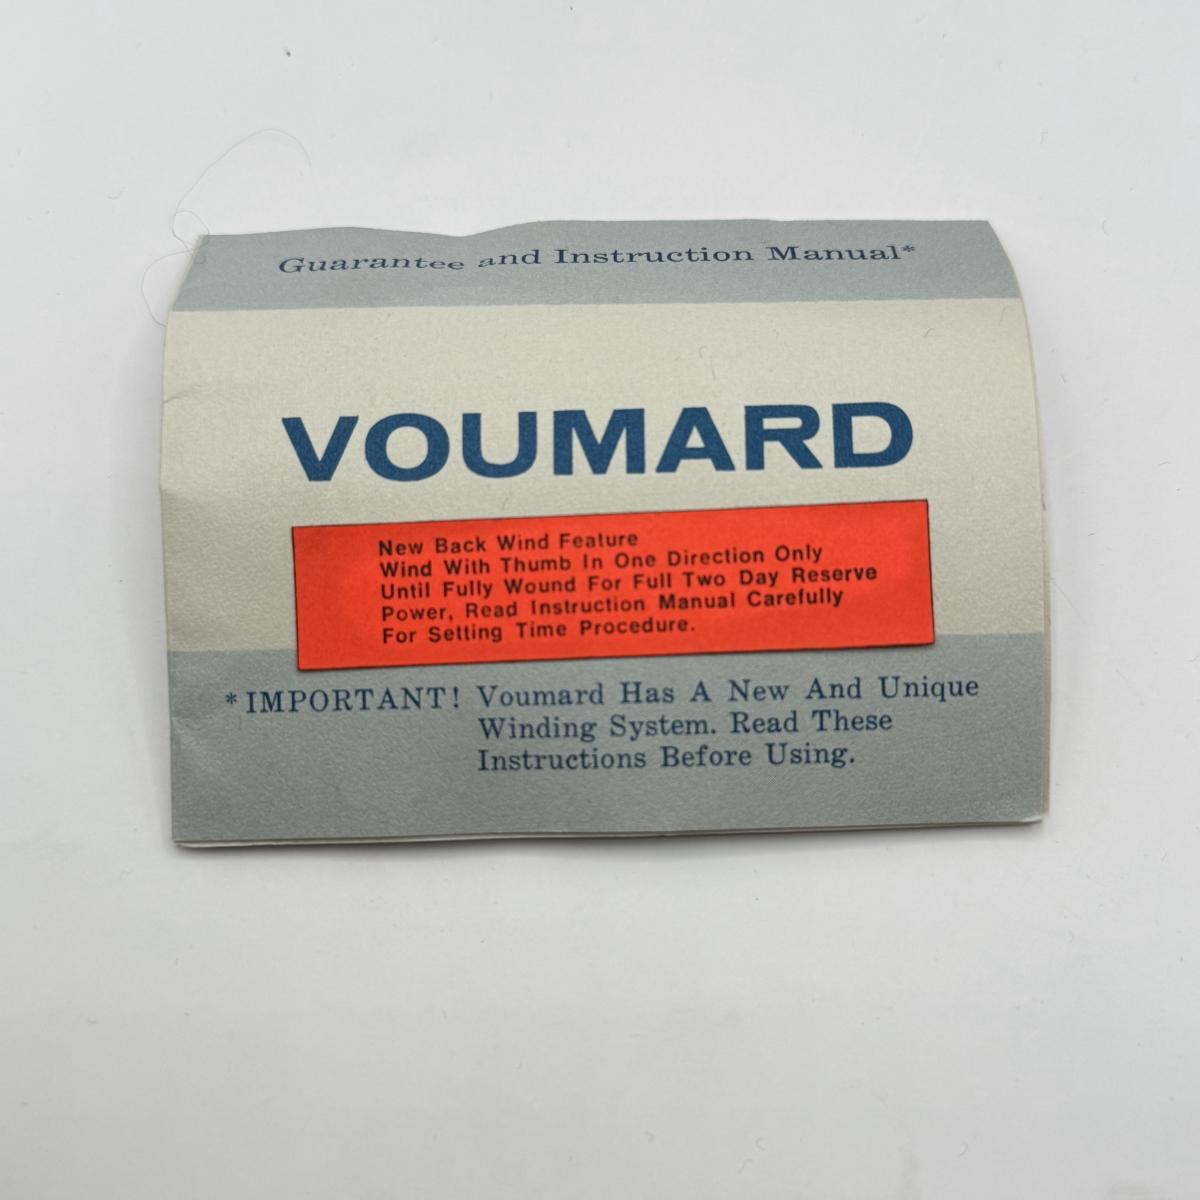 Guarantee and Instruction Manual*
VOUMARD
New Back Wind Feature
Wind With Thumb In One Direction Only
Until Fully Wound For Full Two Day Reserve
Power, Read Instruction Manual Carefully
For Setting Time Procedure.
*IMPORTANT! Voumard Has A New And Unique
Winding System. Read These
Instructions Before Using.